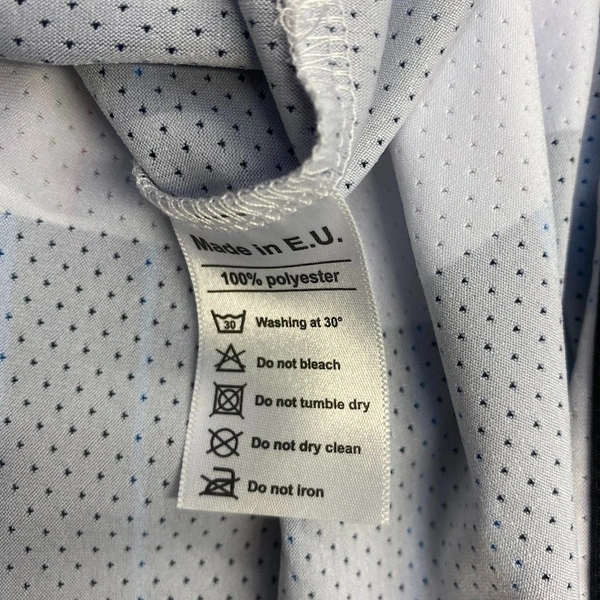 Made in E.U.
100% polyester
30 Washing at 30°
Do not bleach
Do not tumble dry
Do not dry clean
Do not iron